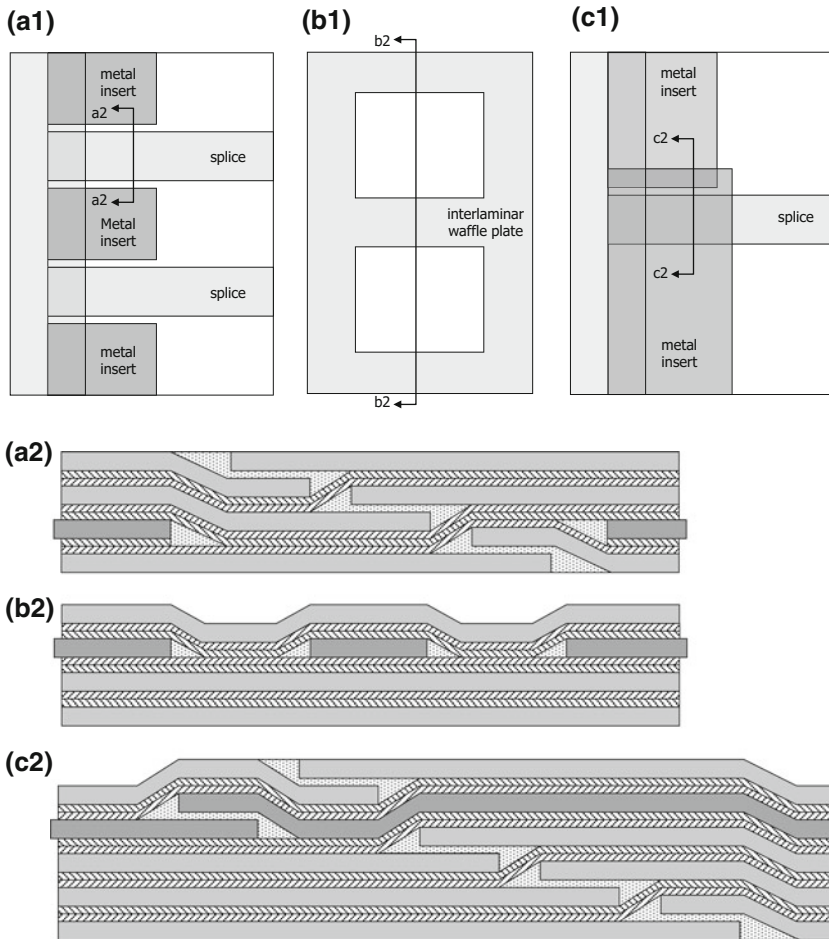 (a1)
metal
insert
a2
splice
a2
Metal
insert
splice
metal
insert
(b1)
b2
interlaminar
waffle plate
b2
(c1)
metal
insert
c2
splice
c2
metal
insert
(a2)
(b2)
(c2)